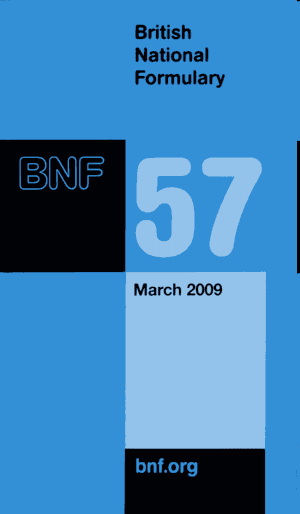 British
National
Formulary
BNF
57
March 2009
bnf.org